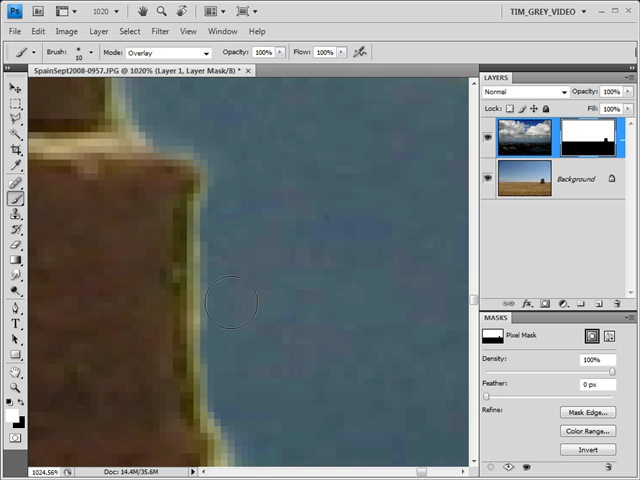 Ps 1020 TIM_GREY_VIDEO
File Edit Image Layer Select Filter View Window Help
Brush: 10 Mode: Overlay Opacity: 100% Flow: 100%
SpainSept2008-0957.JPG @ 1020% (Layer 1, Layer Mask/8) *
LAYERS
Normal Opacity: 100%
Lock: Fill: 100%
Background
MASKS
Pixel Mask
Density: 100%
Feather: 0 px
Refine: Mask Edge...
Color Range...
Invert
1024.56% Doc: 14.4M/35.6M